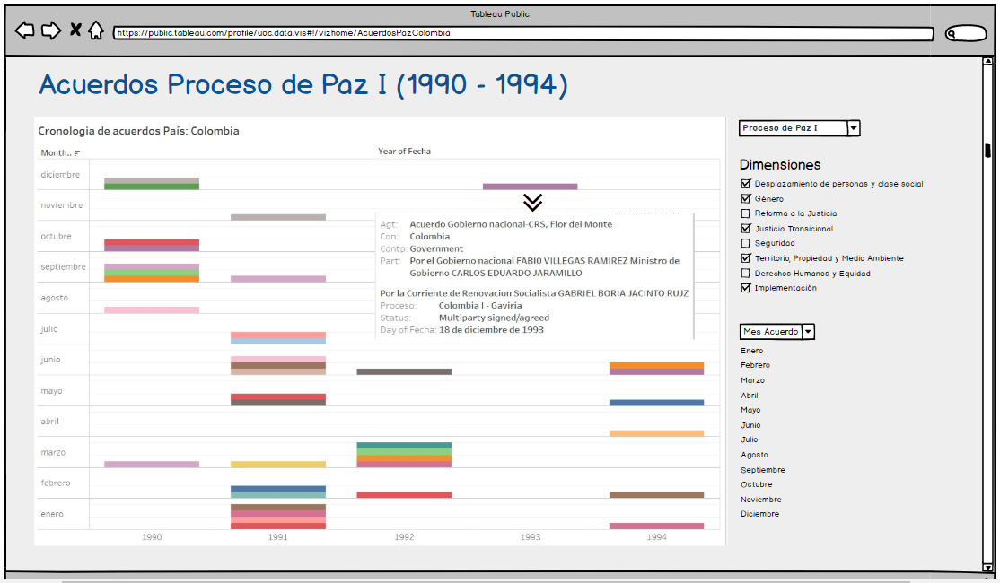 Tableau Public
https://public.tableau.com/profile/uoc.data.vis#!/vizhome/AcuerdosPazColombia
Acuerdos Proceso de Paz I (1990 - 1994)
Cronologia de acuerdos País: Colombia
Month..
Year of Fecha
diciembre
noviembre
octubre
septiembre
agosto
julio
junio
mayo
abril
marzo
febrero
enero
1990 1991 1992 1993 1994
Agt: Acuerdo Gobierno nacional-CRS, Flor del Monte
Con: Colombia
Contp: Government
Part: Por el Gobierno nacional FABIO VILLEGAS RAMIREZ Ministro de
Gobierno CARLOS EDUARDO JARAMILLO
Por la Corriente de Renovacion Socialista GABRIEL BORIA JACINTO RUJZ
Proceso: Colombia I - Gaviria
Status: Multiparty signed/agreed
Day of Fecha: 18 de diciembre de 1993
Proceso de Paz I
Dimensiones
Desplazamiento de personas y clase social
Género
Reforma a la Justicia
Justicia Transicional
Seguridad
Territorio, Propiedad y Medio Ambiente
Derechos Humanos y Equidad
Implementación
Mes Acuerdo
Enero
Febrero
Marzo
Abril
Mayo
Junio
Julio
Agosto
Septiembre
Octubre
Noviembre
Diciembre